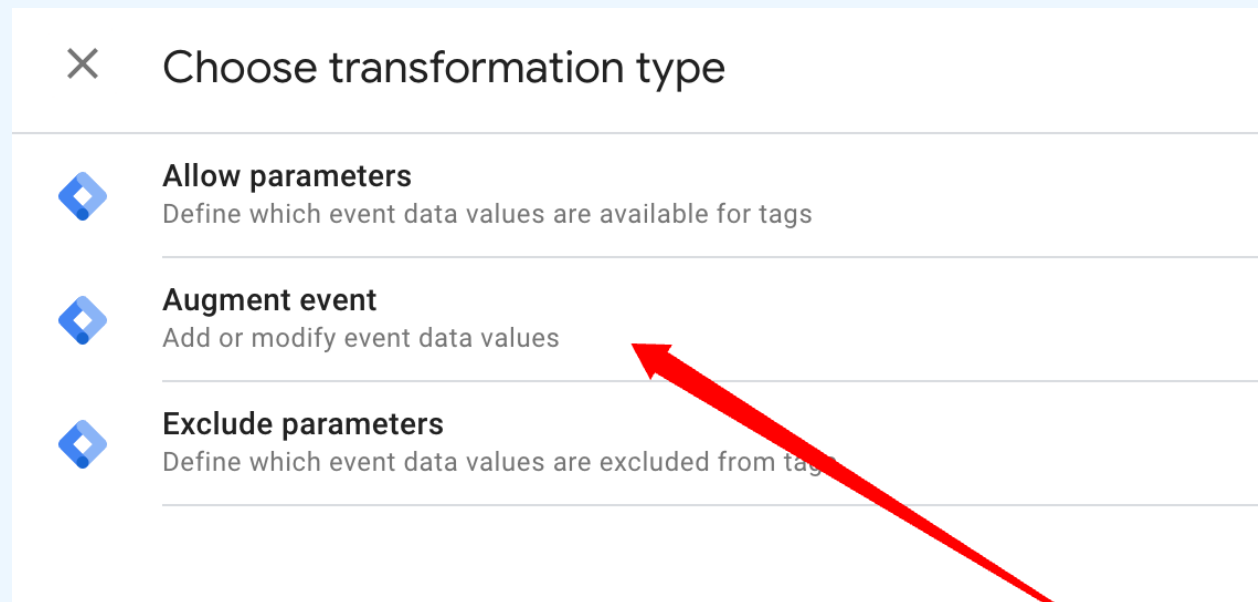 Choose transformation type
Allow parameters
Define which event data values are available for tags
Augment event
Add or modify event data values
Exclude parameters
Define which event data values are excluded from tags